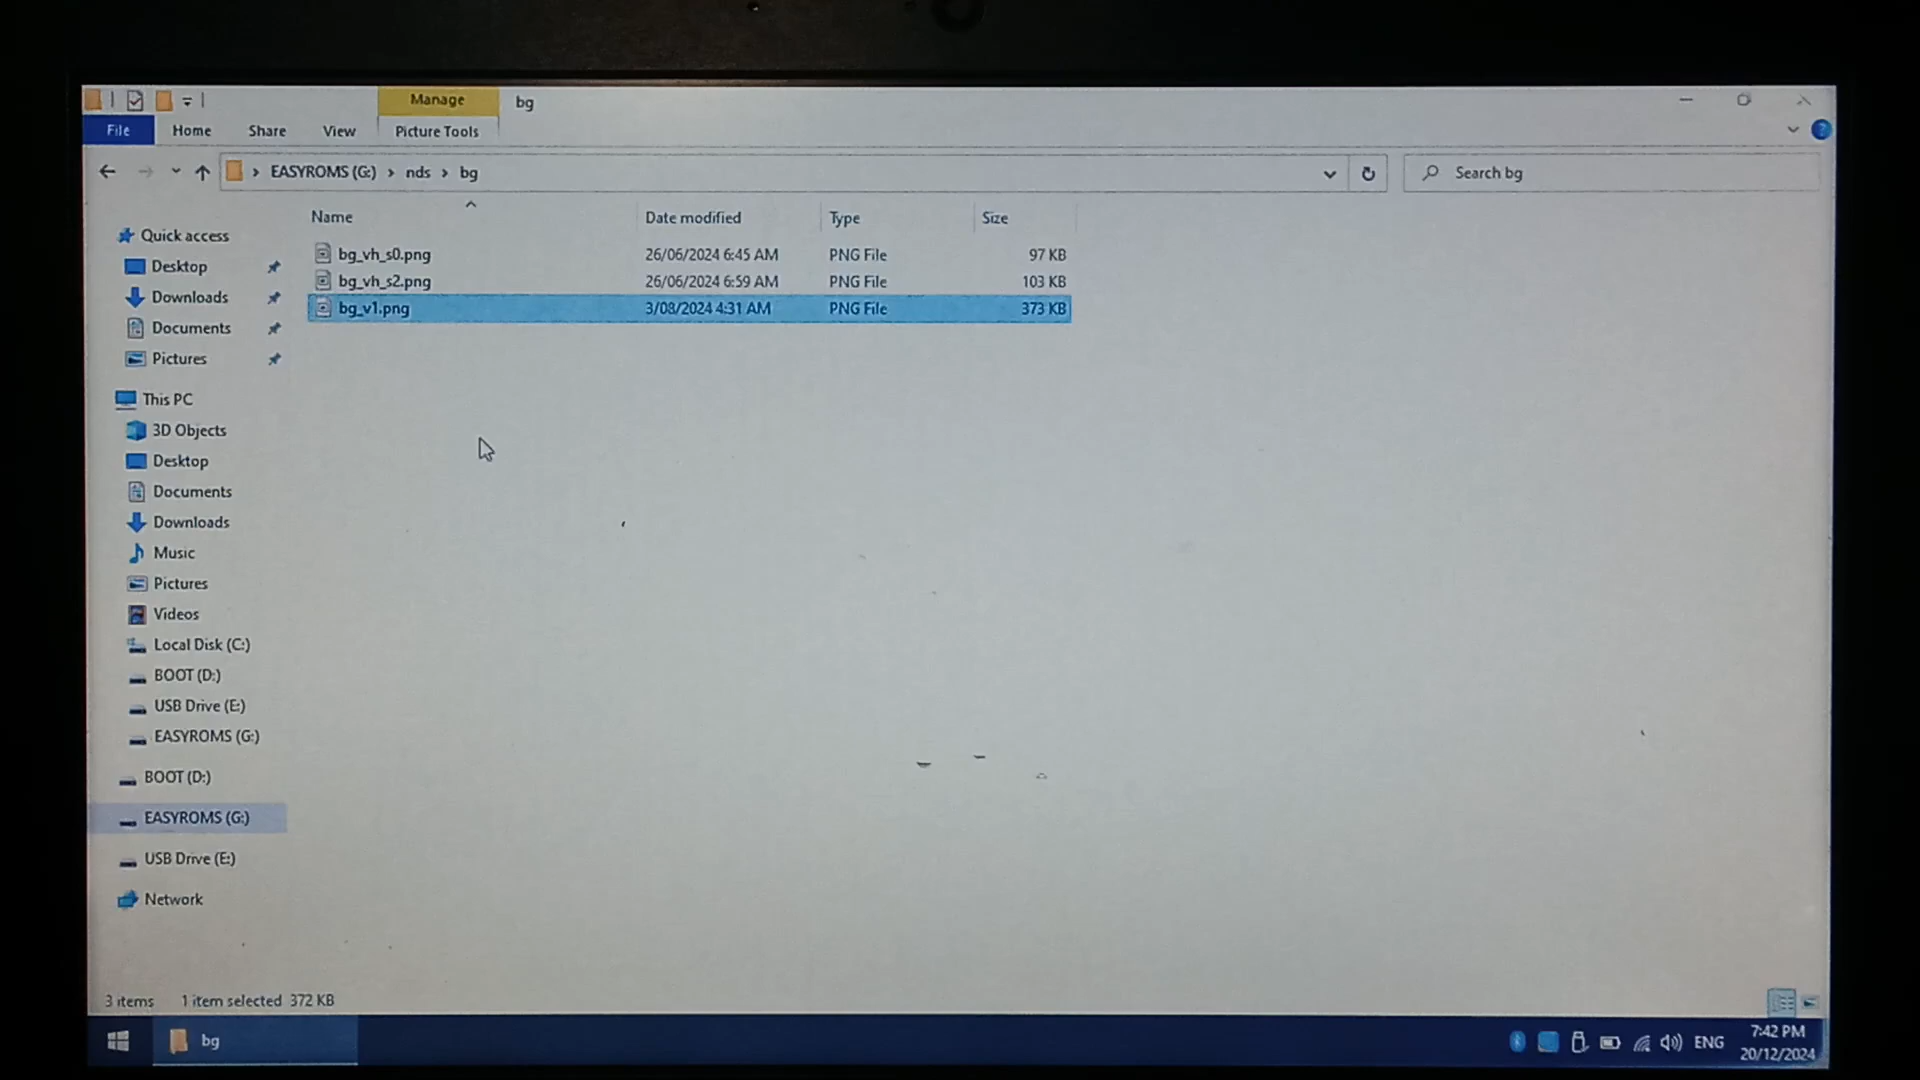 Manage
bg
File
Home
Share
View
Picture Tools
EASYROMS (G:) > nds > bg
Search bg
Name
Date modified
Type
Size
bg_vh_s0.png 26/06/2024 6:45 AM PNG File 97 KB
bg_vh_s2.png 26/06/2024 6:59 AM PNG File 103 KB
bg_v1.png 3/08/2024 4:31 AM PNG File 373 KB
Quick access
Desktop
Downloads
Documents
Pictures
This PC
3D Objects
Desktop
Documents
Downloads
Music
Pictures
Videos
Local Disk (C:)
BOOT (D:)
USB Drive (E:)
EASYROMS (G:)
BOOT (D:)
EASYROMS (G:)
USB Drive (E:)
Network
3 items 1 item selected 372 KB
bg
ENG
7:42 PM
20/12/2024